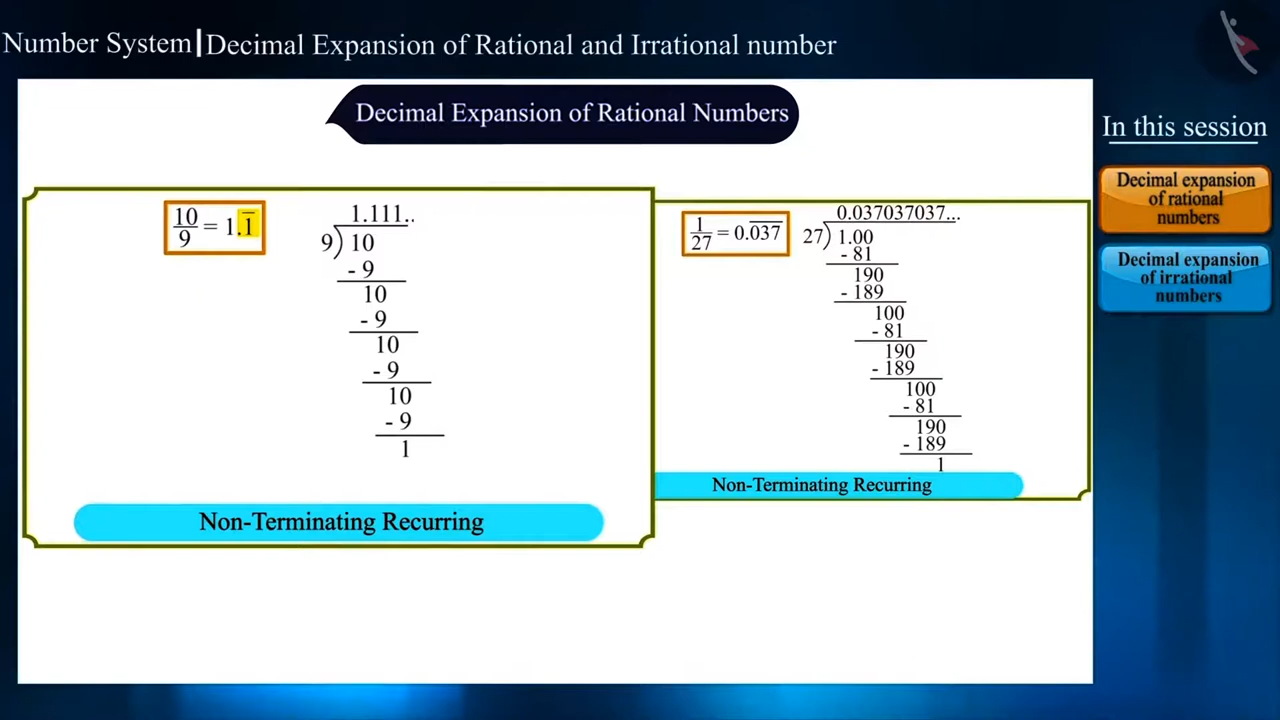 Number System | Decimal Expansion of Rational and Irrational number
Decimal Expansion of Rational Numbers
In this session
Decimal expansion
of rational
numbers
Decimal expansion
of irrational
numbers
10/9 = 1.1̅
1.111..
9) 10
- 9
10
- 9
10
- 9
10
- 9
1
Non-Terminating Recurring
1/27 = 0.0̅3̅7̅
0.037037037...
27) 1.00
- 81
190
- 189
100
- 81
190
- 189
100
- 81
190
- 189
1
Non-Terminating Recurring